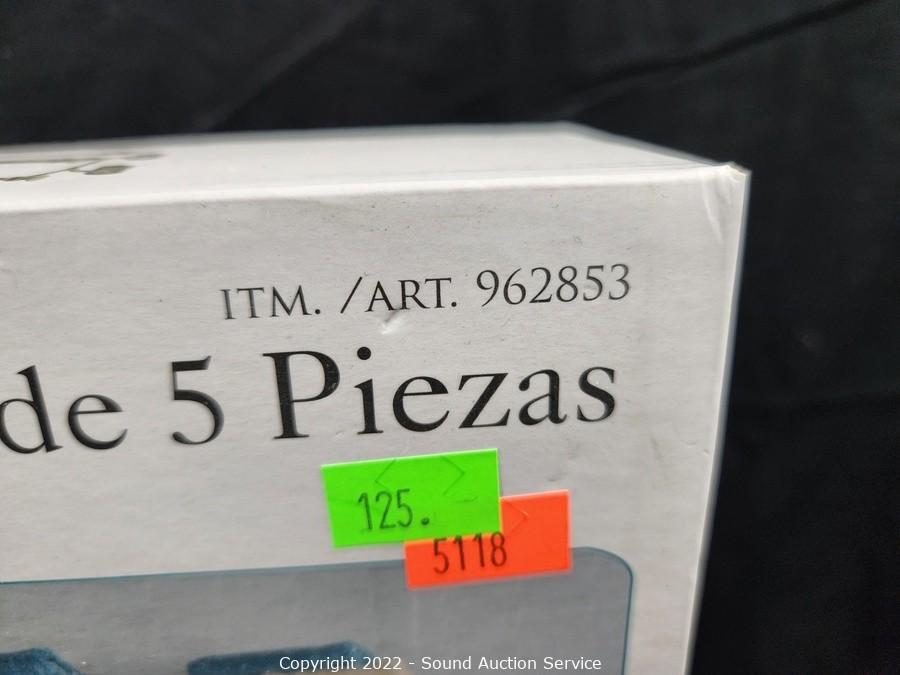 ITM. /ART. 962853
de 5 Piezas
125.
5118
Copyright 2022 - Sound Auction Service